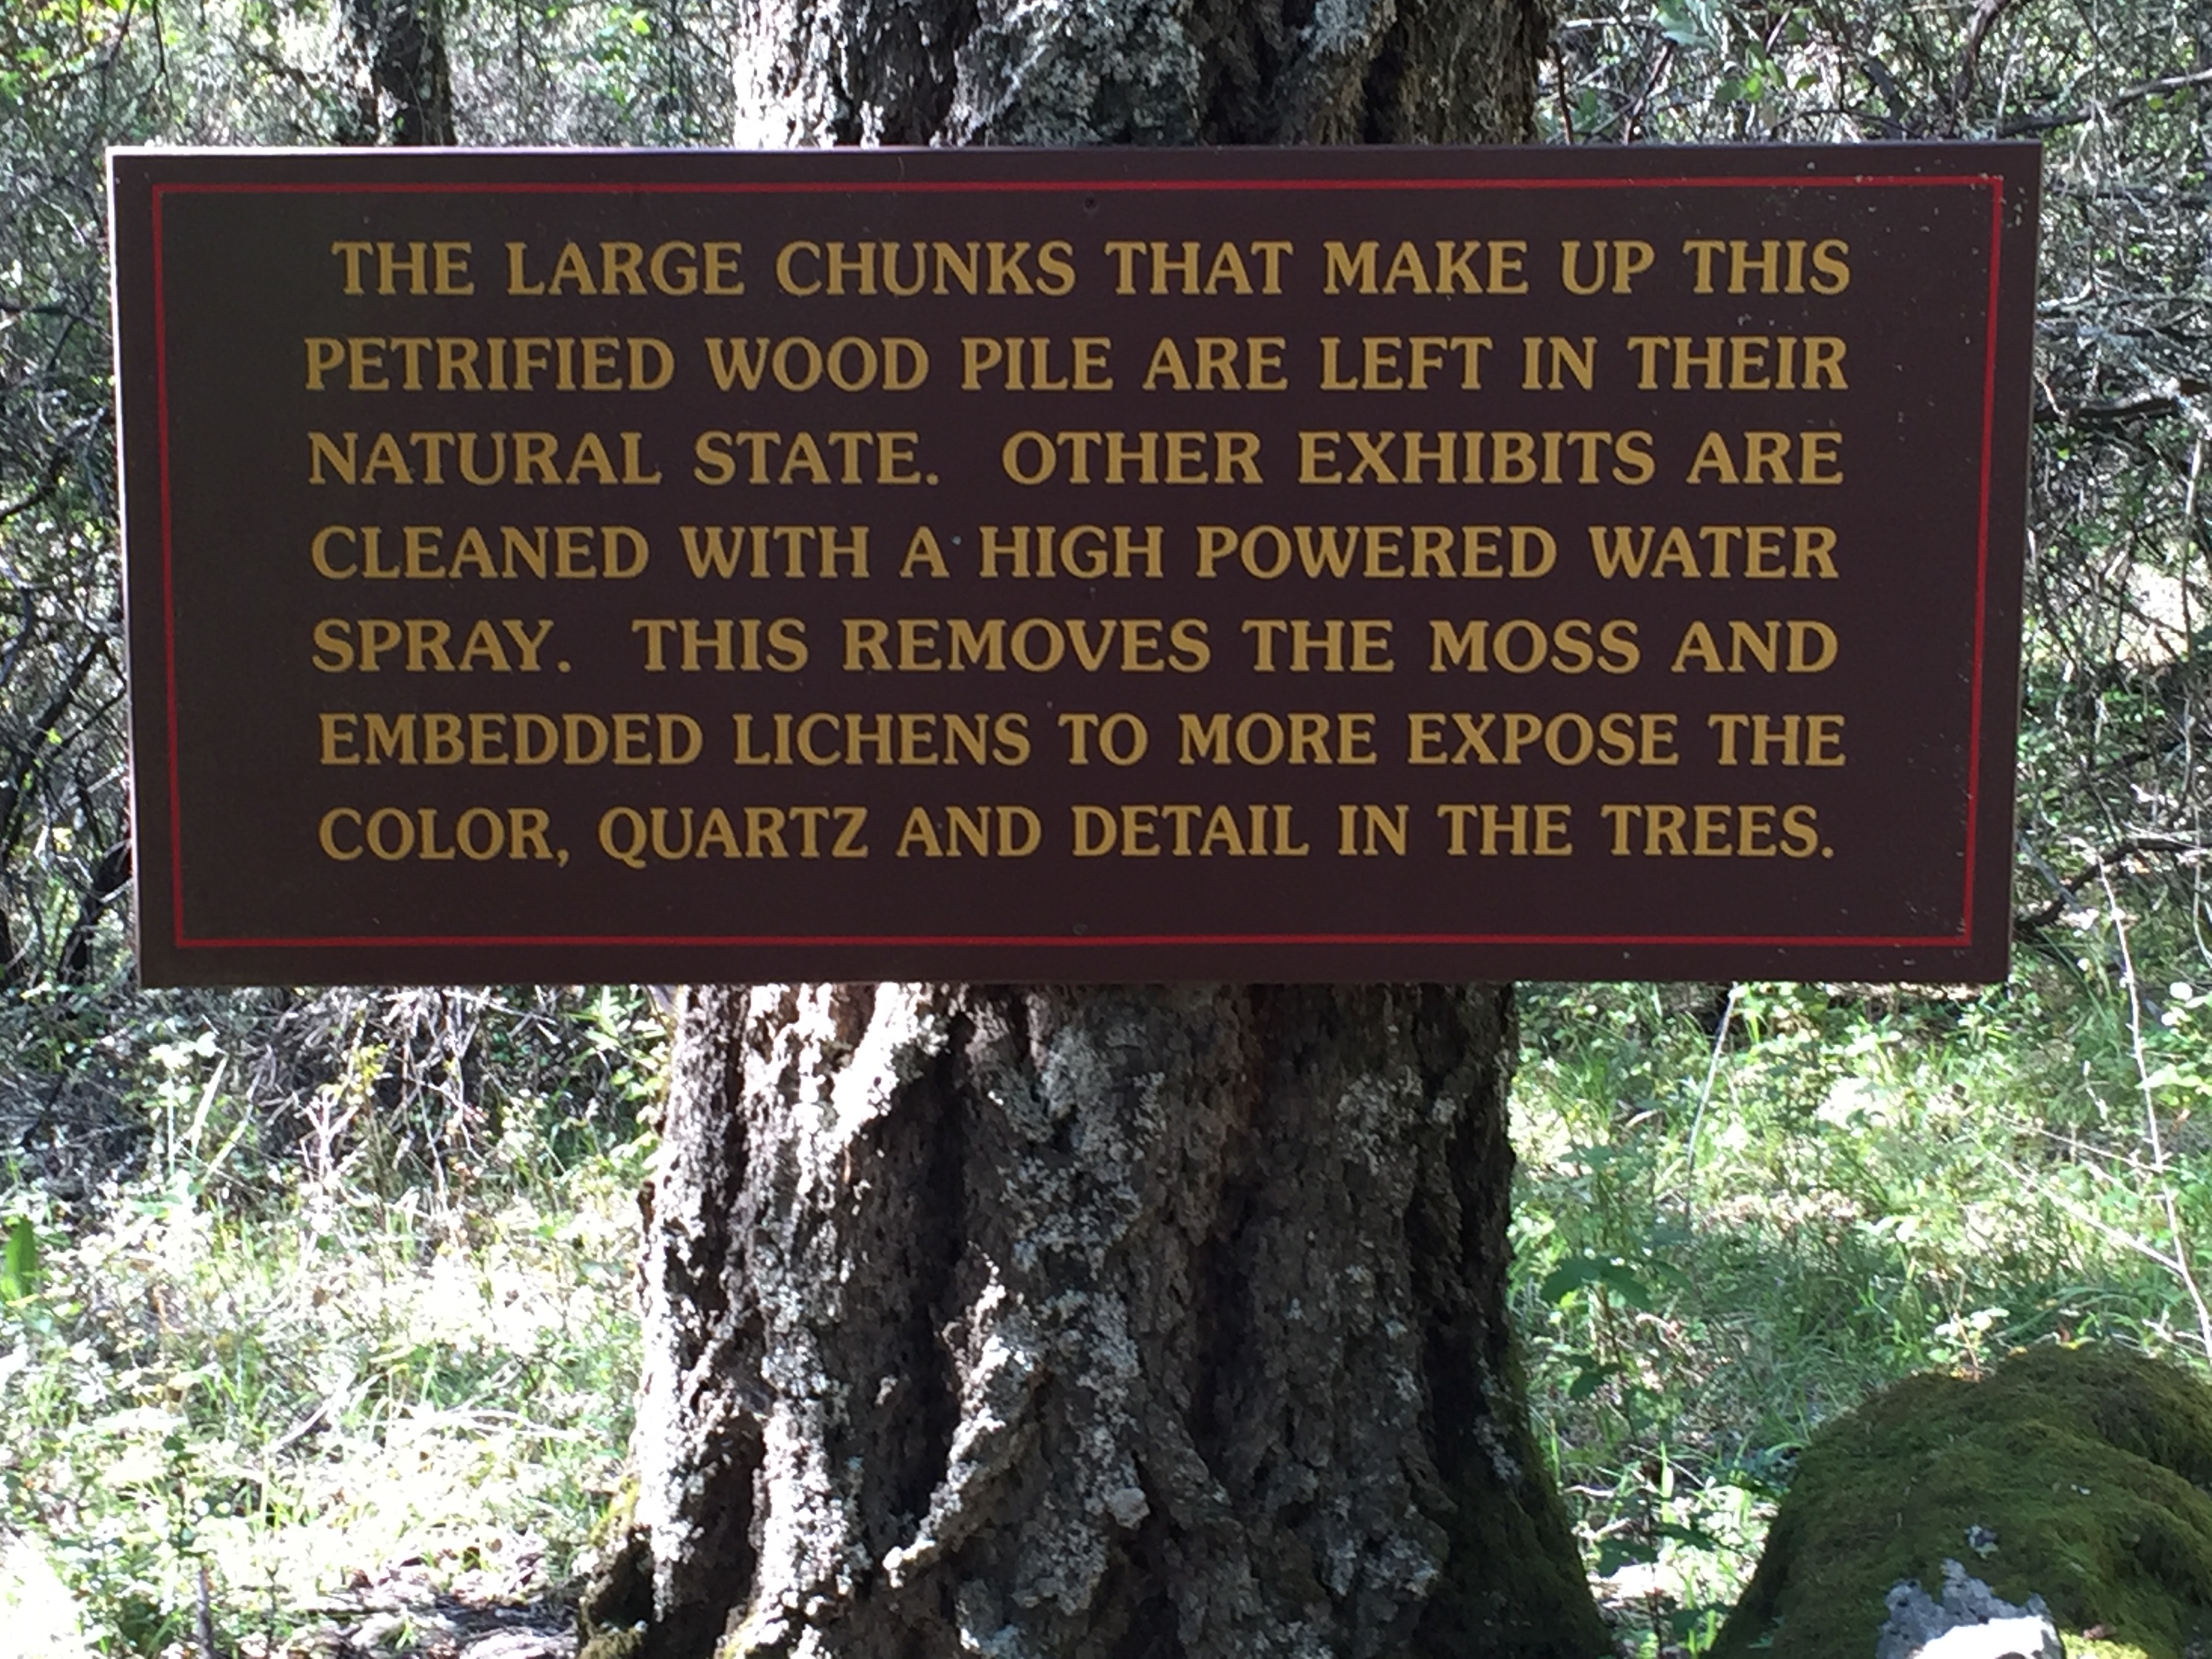 THE LARGE CHUNKS THAT MAKE UP THIS
PETRIFIED WOOD PILE ARE LEFT IN THEIR
NATURAL STATE. OTHER EXHIBITS ARE
CLEANED WITH A HIGH POWERED WATER
SPRAY. THIS REMOVES THE MOSS AND
EMBEDDED LICHENS TO MORE EXPOSE THE
COLOR, QUARTZ AND DETAIL IN THE TREES.